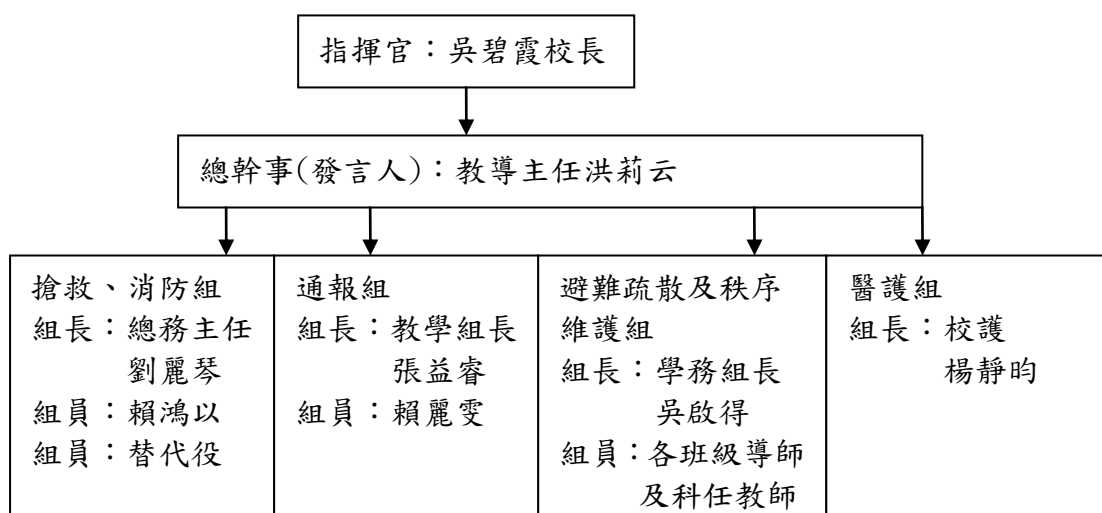 指揮官：吳碧霞校長
總幹事(發言人)：教導主任洪莉云
搶救、消防組
組長：總務主任
劉麗琴
組員：賴鴻以
組員：替代役
通報組
組長：教學組長
張益睿
組員：賴麗雯
避難疏散及秩序
維護組
組長：學務組長
吳啟得
組員：各班級導師
及科任教師
醫護組
組長：校護
楊靜昀